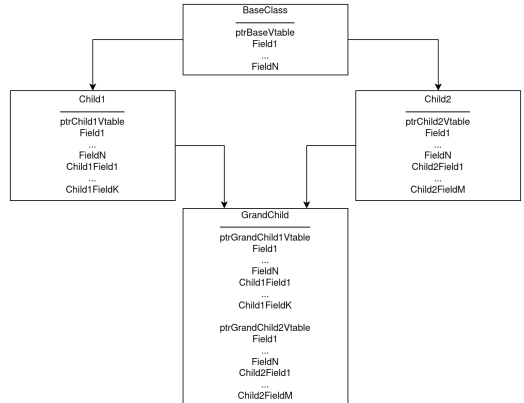 BaseClass
ptrBaseVtable
Field1
...
FieldN
Child1
ptrChild1Vtable
Field1
...
FieldN
Child1Field1
...
Child1FieldK
Child2
ptrChild2Vtable
Field1
...
FieldN
Child2Field1
...
Child2FieldM
GrandChild
ptrGrandChild1Vtable
Field1
...
FieldN
Child1Field1
...
Child1FieldK
ptrGrandChild2Vtable
Field1
...
FieldN
Child2Field1
...
Child2FieldM